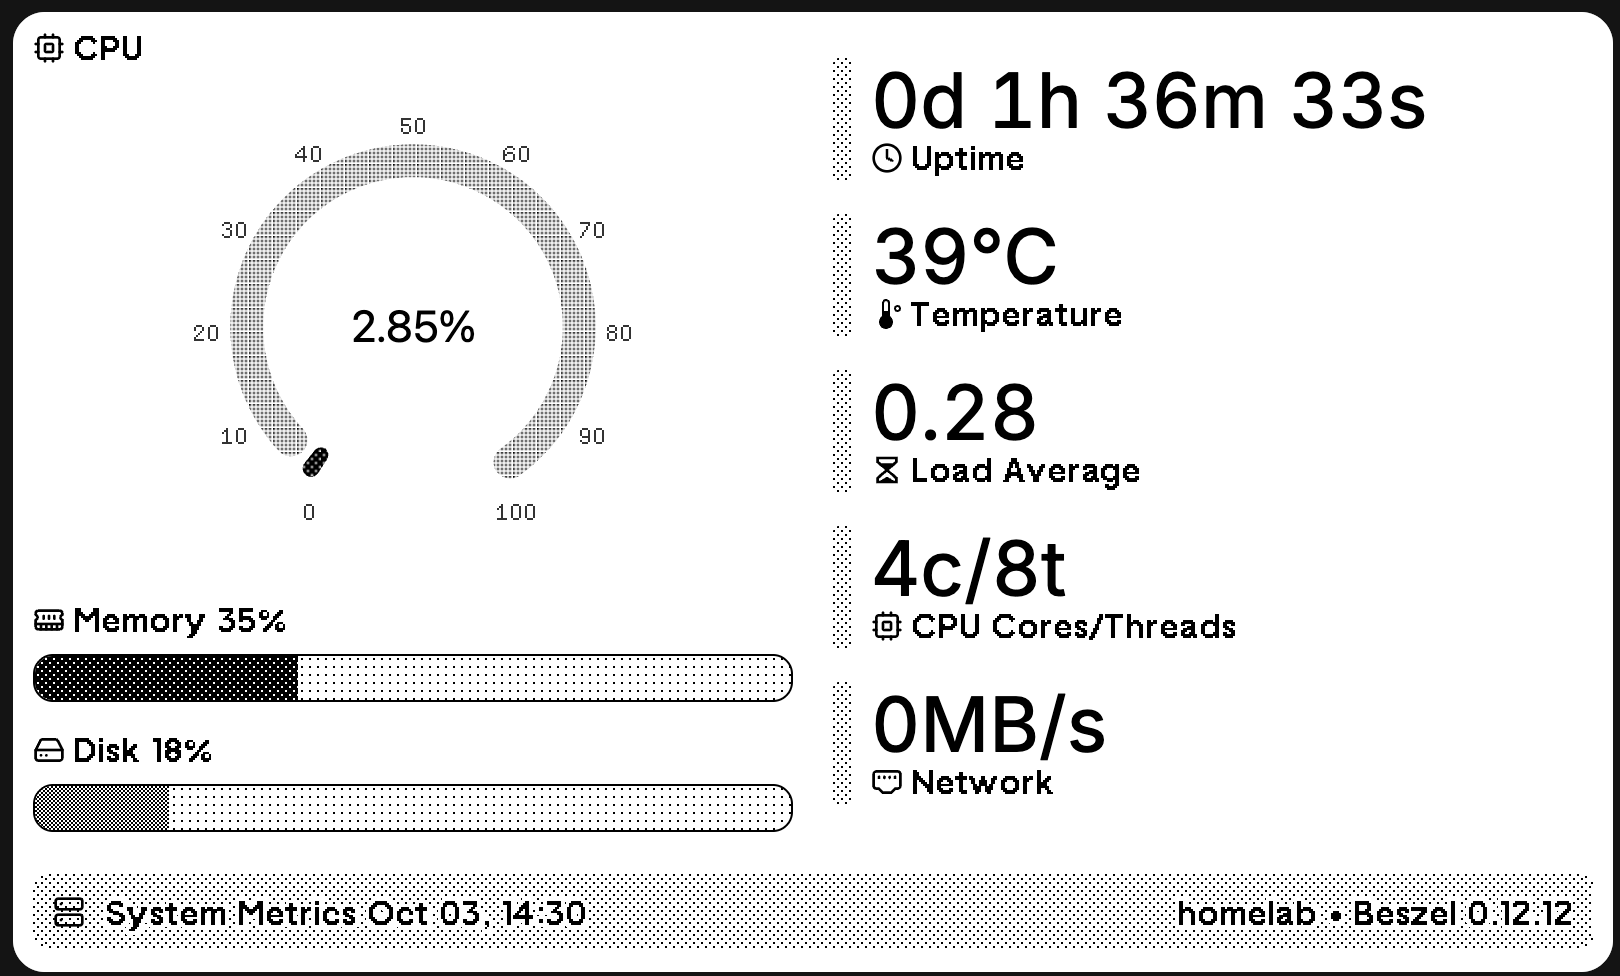 CPU
50
40
60
30
70
20
2.85%
80
10
90
0
100
Memory 35%
Disk 18%
0d 1h 36m 33s
Uptime
39°C
Temperature
0.28
Load Average
4c/8t
CPU Cores/Threads
0MB/s
Network
System Metrics Oct 03, 14:30
homelab • Beszel 0.12.12